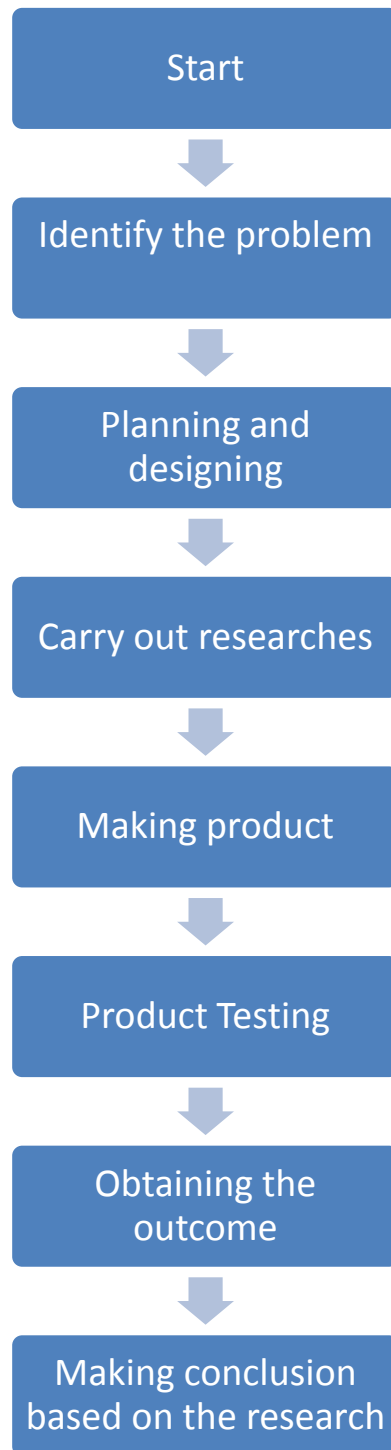 Start
Identify the problem
Planning and
designing
Carry out researches
Making product
Product Testing
Obtaining the
outcome
Making conclusion
based on the research